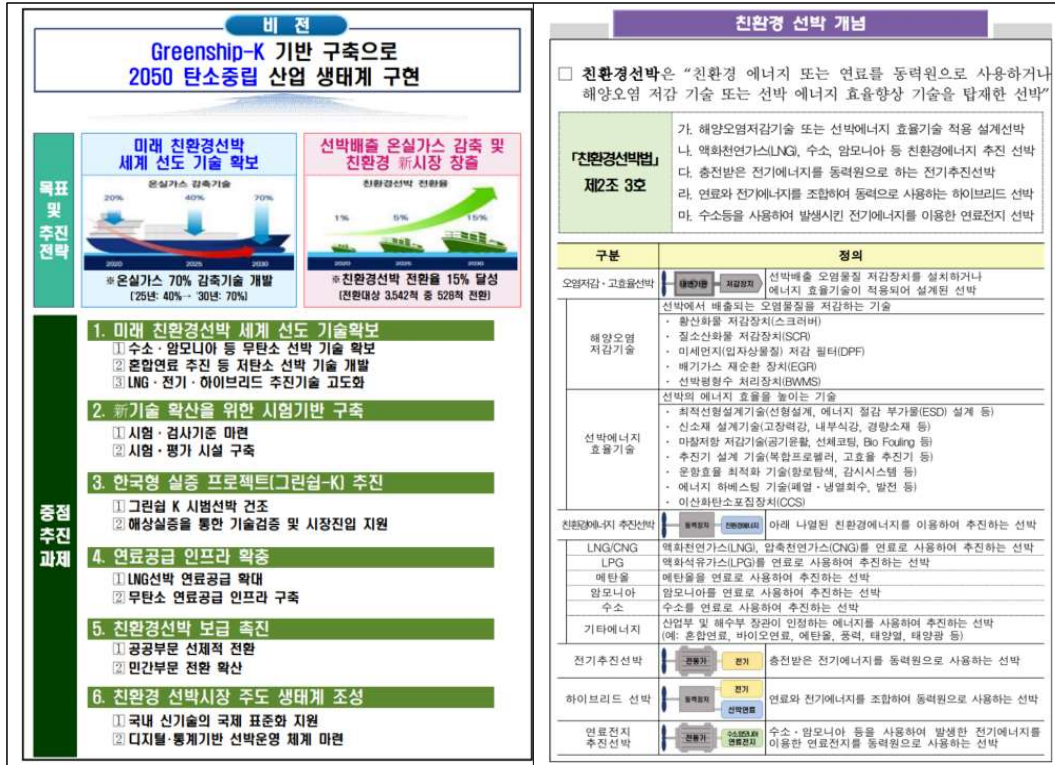 비 전
Greenship-K 기반 구축으로
2050 탄소중립 산업 생태계 구현
목표
및
추진
전략
미래 친환경선박
세계 선도 기술 확보
온실가스 감축기술
20%
40%
70%
2020
2025
2030
※온실가스 70% 감축기술 개발
('25년: 40%→ '30년: 70%)
선박배출 온실가스 감축 및
친환경 新시장 창출
친환경선박 전환율
1%
5%
15%
2020
2025
2030
※친환경선박 전환율 15% 달성
(전환대상 3,542척 중 528척 전환)
중점
추진
과제
1. 미래 친환경선박 세계 선도 기술확보
1 수소·암모니아 등 무탄소 선박 기술 확보
2 혼합연료 추진 등 저탄소 선박 기술 개발
3 LNG·전기·하이브리드 추진기술 고도화
2. 新기술 확산을 위한 시험기반 구축
1 시험·검사기준 마련
2 시험·평가 시설 구축
3. 한국형 실증 프로젝트(그린쉽-K) 추진
1 그린쉽 K 시범선박 건조
2 해상실증을 통한 기술검증 및 시장진입 지원
4. 연료공급 인프라 확충
1 LNG선박 연료공급 확대
2 무탄소 연료공급 인프라 구축
5. 친환경선박 보급 촉진
1 공공부문 선제적 전환
2 민간부문 전환 확산
6. 친환경 선박시장 주도 생태계 조성
1 국내 신기술의 국제 표준화 지원
2 디지털·통계기반 선박운영 체계 마련
친환경 선박 개념
□ 친환경선박은 "친환경 에너지 또는 연료를 동력원으로 사용하거나
해양오염 저감 기술 또는 선박 에너지 효율향상 기술을 탑재한 선박"
「친환경선박법」
제2조 3호
가. 해양오염저감기술 또는 선박에너지 효율기술 적용 설계선박
나. 액화천연가스(LNG), 수소, 암모니아 등 친환경에너지 추진 선박
다. 충전받은 전기에너지를 동력원으로 하는 전기추진선박
라. 연료와 전기에너지를 조합하여 동력으로 사용하는 하이브리드 선박
마. 수소등을 사용하여 발생시킨 전기에너지를 이용한 연료전지 선박
구분
정의
오염저감·고효율선박
내연기관
저감장치
선박배출 오염물질 저감장치를 설치하거나
에너지 효율기술이 적용되어 설계된 선박
해양오염
저감기술
선박에서 배출되는 오염물질을 저감하는 기술
· 황산화물 저감장치(스크러버)
· 질소산화물 저감장치(SCR)
· 미세먼지(입자상물질) 저감 필터(DPF)
· 배기가스 재순환 장치(EGR)
· 선박평형수 처리장치(BWMS)
선박에너지
효율기술
선박의 에너지 효율을 높이는 기술
· 최적선형설계기술(선형설계, 에너지 절감 부가물(ESD) 설계 등)
· 신소재 설계기술(고장력강, 내부식강, 경량소재 등)
· 마찰저항 저감기술(공기윤활, 선체코팅, Bio Fouling 등)
· 추진기 설계 기술(복합프로펠러, 고효율 추진기 등)
· 운항효율 최적화 기술(항로탐색, 감시시스템 등)
· 에너지 하베스팅 기술(폐열·냉열회수, 발전 등)
· 이산화탄소포집장치(CCS)
친환경에너지 추진선박
동력장치
친환경에너지
아래 나열된 친환경에너지를 이용하여 추진하는 선박
LNG/CNG
액화천연가스(LNG), 압축천연가스(CNG)를 연료로 사용하여 추진하는 선박
LPG
액화석유가스(LPG)를 연료로 사용하여 추진하는 선박
메탄올
메탄올을 연료로 사용하여 추진하는 선박
암모니아
암모니아를 연료로 사용하여 추진하는 선박
수소
수소를 연료로 사용하여 추진하는 선박
기타에너지
산업부 및 해수부 장관이 인정하는 에너지를 사용하여 추진하는 선박
(예: 혼합연료, 바이오연료, 에탄올, 풍력, 태양열, 태양광 등)
전기추진선박
전동기
전기
충전받은 전기에너지를 동력원으로 사용하는 선박
하이브리드 선박
동력장치
전기
선박연료
연료와 전기에너지를 조합하여 동력원으로 사용하는 선박
연료전지
추진선박
전동기
수소암모니아
연료전지
수소·암모니아 등을 사용하여 발생한 전기에너지를
이용한 연료전지를 동력원으로 사용하는 선박